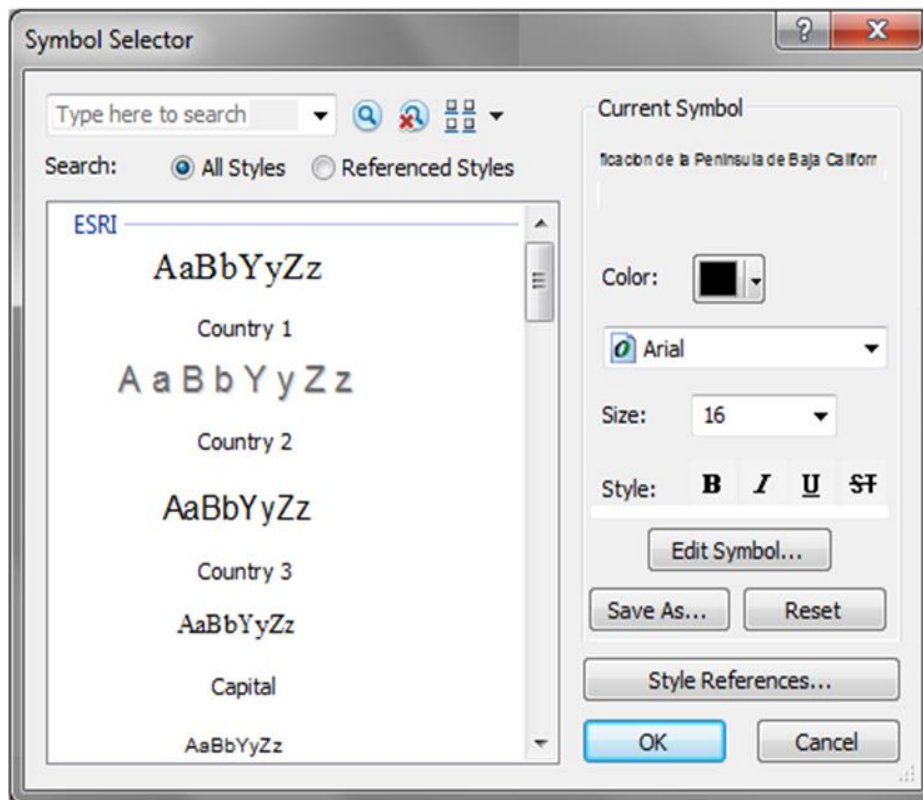 Symbol Selector
Type here to search
Search: All Styles Referenced Styles
ESRI
AaBbYyZz
Country 1
AaBbYyZz
Country 2
AaBbYyZz
Country 3
AaBbYyZz
Capital
AaBbYyZz
Current Symbol
ficacion de la Peninsula de Baja Californ
Color:
Arial
Size: 16
Style: B I U ST
Edit Symbol...
Save As... Reset
Style References...
OK Cancel